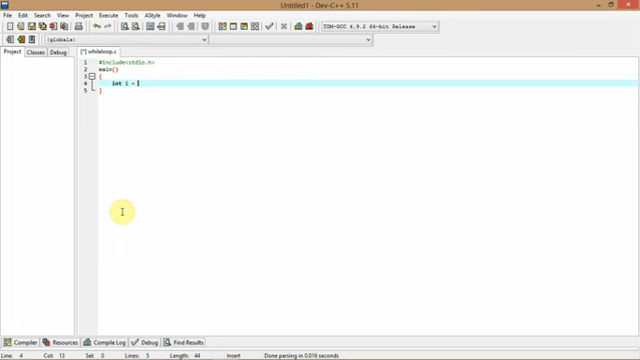 Untitled1 - Dev-C++ 5.11
File Edit Search View Project Execute Tools AStyle Window Help
TDM-GCC 4.9.2 64-bit Release
(globals)
Project Classes Debug
[*] whileloop.c
1 #include<stdio.h>
2 main()
3 {
4 int i =
5 }
Compiler Resources Compile Log Debug Find Results
Line: 4 Col: 13 Sel: 0 Lines: 5 Length: 44 Insert Done parsing in 0.016 seconds